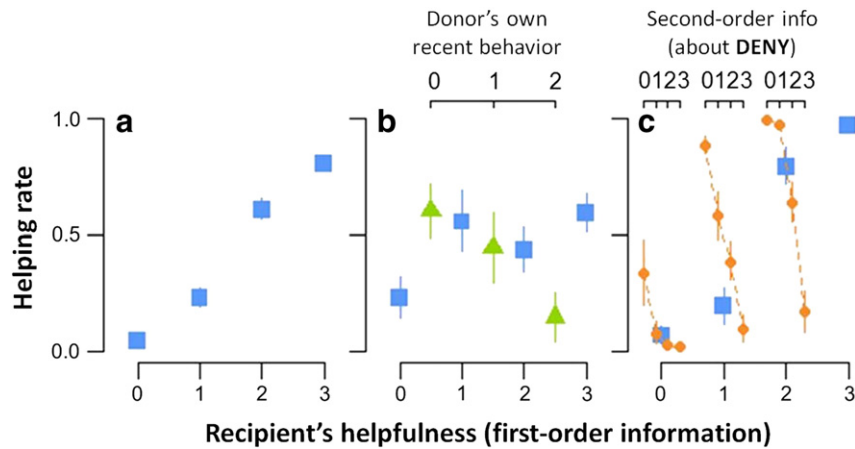 Donor's own
recent behavior
0 1 2
Second-order info
(about DENY)
0123 0123 0123
a
b
c
1.0
0.5
0.0
Helping rate
0 1 2 3
0 1 2 3
0 1 2 3
Recipient's helpfulness (first-order information)